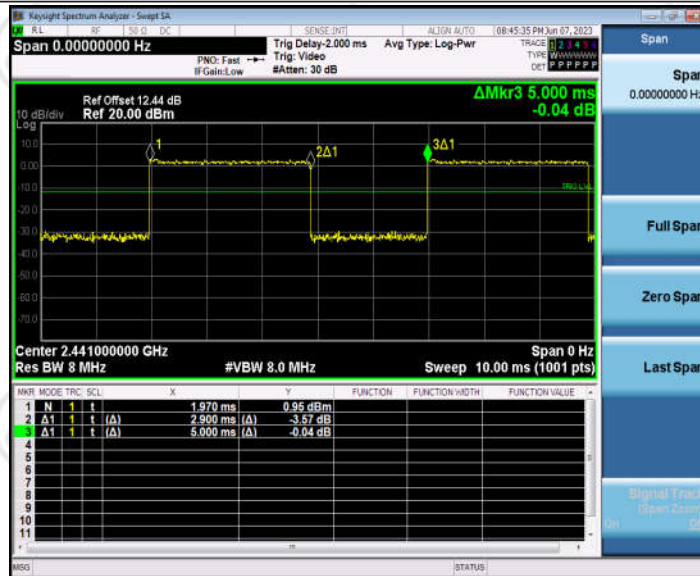 Keysight Spectrum Analyzer - Swept SA
RL RF 50 Ω DC SENSE:INT ALIGN AUTO 08:45:35 PM Jun 07, 2023
Span 0.00000000 Hz
PNO: Fast
IFGain:Low
Trig Delay-2.000 ms
Trig: Video
#Atten: 30 dB
Avg Type: Log-Pwr
TRACE 1 2 3 4 5 6
TYPE WWWWWW
DET P P P P P P
Ref Offset 12.44 dB
10 dB/div Ref 20.00 dBm
Log
ΔMkr3 5.000 ms
-0.04 dB
10.0
0.00
-10.0
-20.0
-30.0
-40.0
-50.0
-60.0
-70.0
1
2Δ1
3Δ1
TRIG LVL
Center 2.441000000 GHz Span 0 Hz
Res BW 8 MHz #VBW 8.0 MHz Sweep 10.00 ms (1001 pts)
MKR MODE TRC SCL X Y FUNCTION FUNCTION WIDTH FUNCTION VALUE
1 N 1 t 1.970 ms 0.95 dBm
2 Δ1 1 t (Δ) 2.900 ms (Δ) -3.57 dB
3 Δ1 1 t (Δ) 5.000 ms (Δ) -0.04 dB
4
5
6
7
8
9
10
11
MSG STATUS
Span
Span
0.00000000 Hz
Full Span
Zero Span
Last Span
Signal Track
(Span Zoom)
On Off